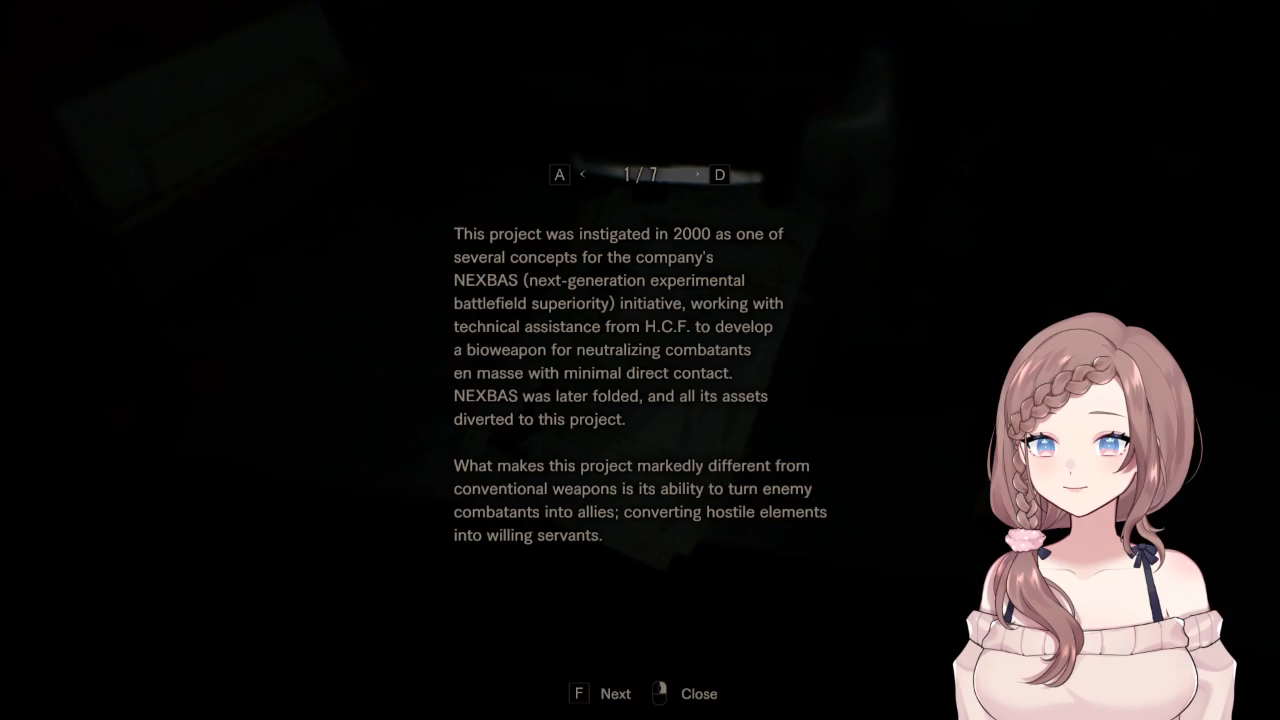 A < 1 / 7 > D
This project was instigated in 2000 as one of
several concepts for the company's
NEXBAS (next-generation experimental
battlefield superiority) initiative, working with
technical assistance from H.C.F. to develop
a bioweapon for neutralizing combatants
en masse with minimal direct contact.
NEXBAS was later folded, and all its assets
diverted to this project.
What makes this project markedly different from
conventional weapons is its ability to turn enemy
combatants into allies; converting hostile elements
into willing servants.
F Next Close